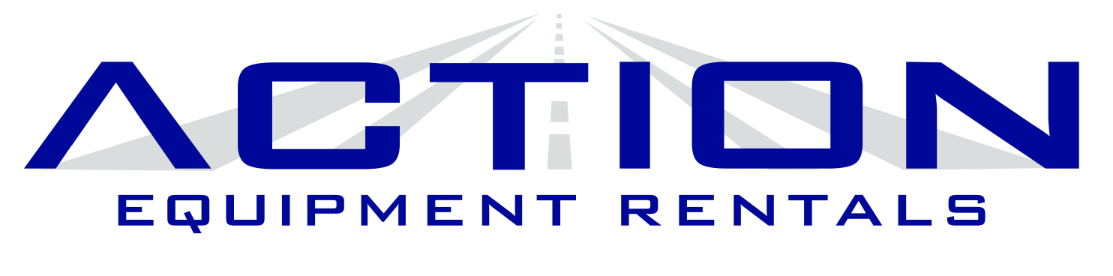 ACTION
EQUIPMENT RENTALS